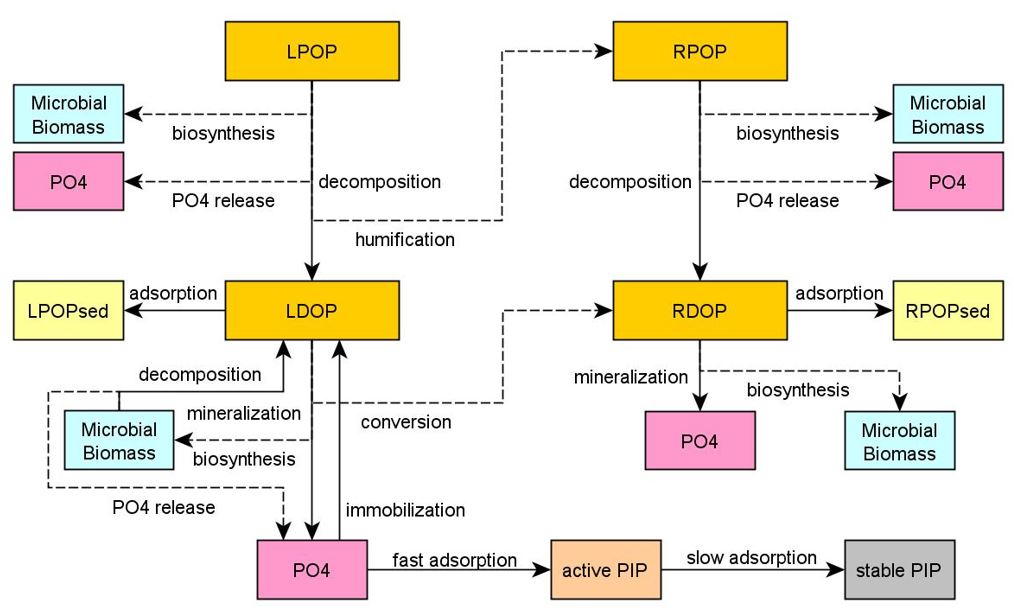 LPOP
RPOP
Microbial
Biomass
biosynthesis
biosynthesis
Microbial
Biomass
PO4
PO4 release
decomposition
decomposition
PO4 release
PO4
humification
LPOPsed
adsorption
LDOP
RDOP
adsorption
RPOPsed
decomposition
mineralization
biosynthesis
mineralization
conversion
Microbial
Biomass
biosynthesis
PO4
Microbial
Biomass
PO4 release
immobilization
PO4
fast adsorption
active PIP
slow adsorption
stable PIP